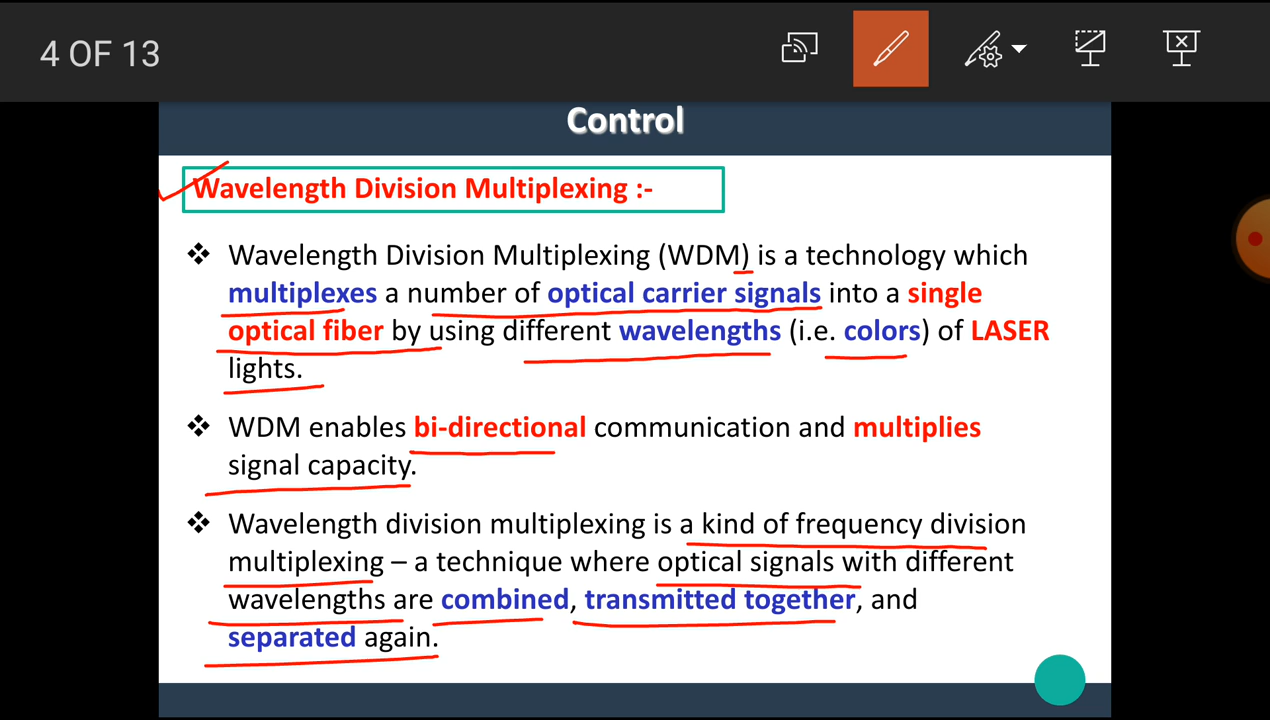 4 OF 13
Control
Wavelength Division Multiplexing :-
❖ Wavelength Division Multiplexing (WDM) is a technology which
multiplexes a number of optical carrier signals into a single
optical fiber by using different wavelengths (i.e. colors) of LASER
lights.
❖ WDM enables bi-directional communication and multiplies
signal capacity.
❖ Wavelength division multiplexing is a kind of frequency division
multiplexing – a technique where optical signals with different
wavelengths are combined, transmitted together, and
separated again.